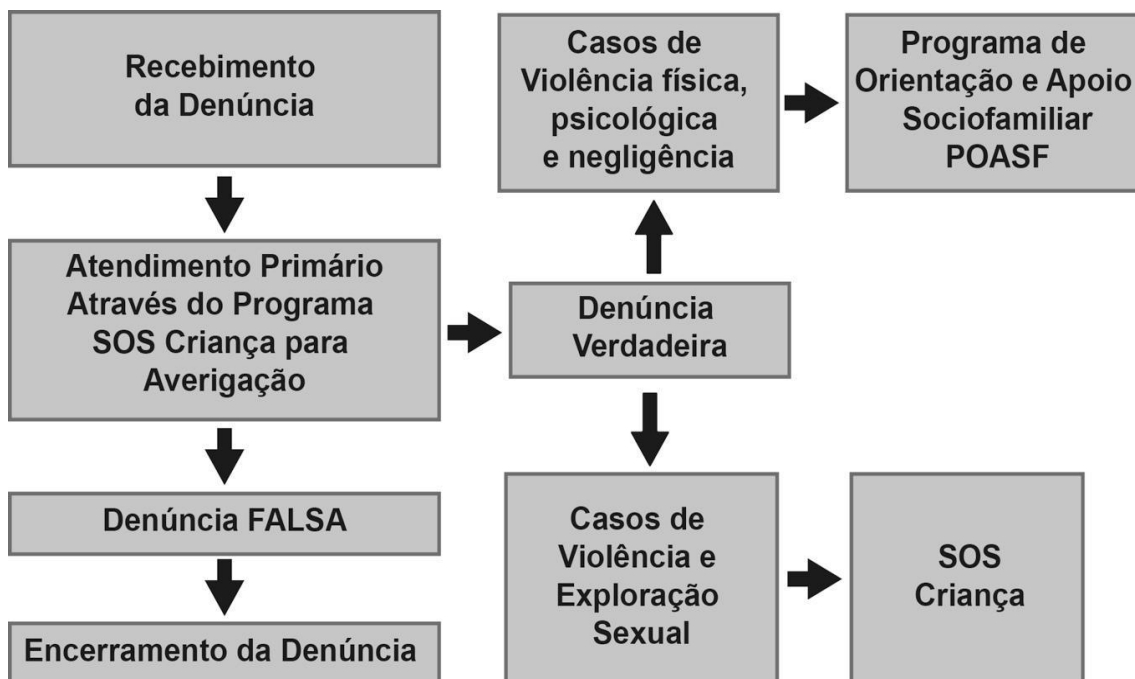 Recebimento
da Denúncia
Atendimento Primário
Através do Programa
SOS Criança para
Averigação
Denúncia FALSA
Encerramento da Denúncia
Denúncia
Verdadeira
Casos de
Violência física,
psicológica
e negligência
Programa de
Orientação e Apoio
Sociofamiliar
POASF
Casos de
Violência e
Exploração
Sexual
SOS
Criança